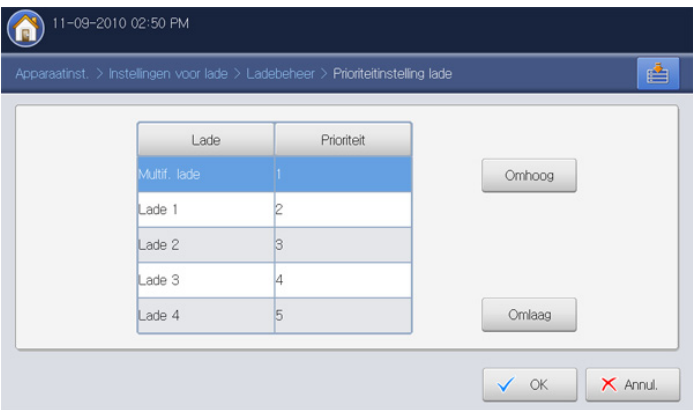 11-09-2010 02:50 PM
Apparaatinst. > Instellingen voor lade > Ladebeheer > Prioriteitinstelling lade
Lade Prioriteit
Multif. lade 1
Lade 1 2
Lade 2 3
Lade 3 4
Lade 4 5
Omhoog
Omlaag
OK Annul.